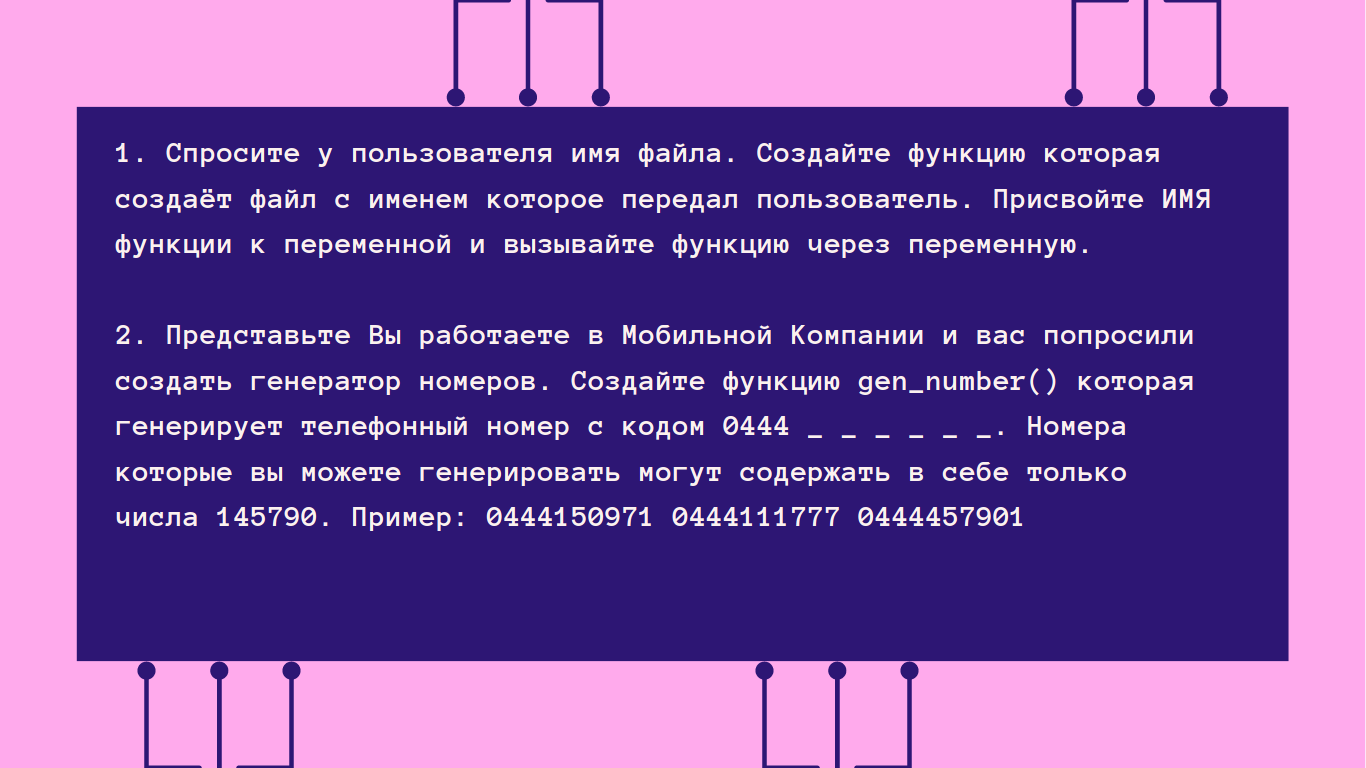 1. Спросите у пользователя имя файла. Создайте функцию которая
создаёт файл с именем которое передал пользователь. Присвойте ИМЯ
функции к переменной и вызывайте функцию через переменную.
2. Представьте Вы работаете в Мобильной Компании и вас попросили
создать генератор номеров. Создайте функцию gen_number() которая
генерирует телефонный номер с кодом 0444 _ _ _ _ _ _. Номера
которые вы можете генерировать могут содержать в себе только
числа 145790. Пример: 0444150971 0444111777 0444457901